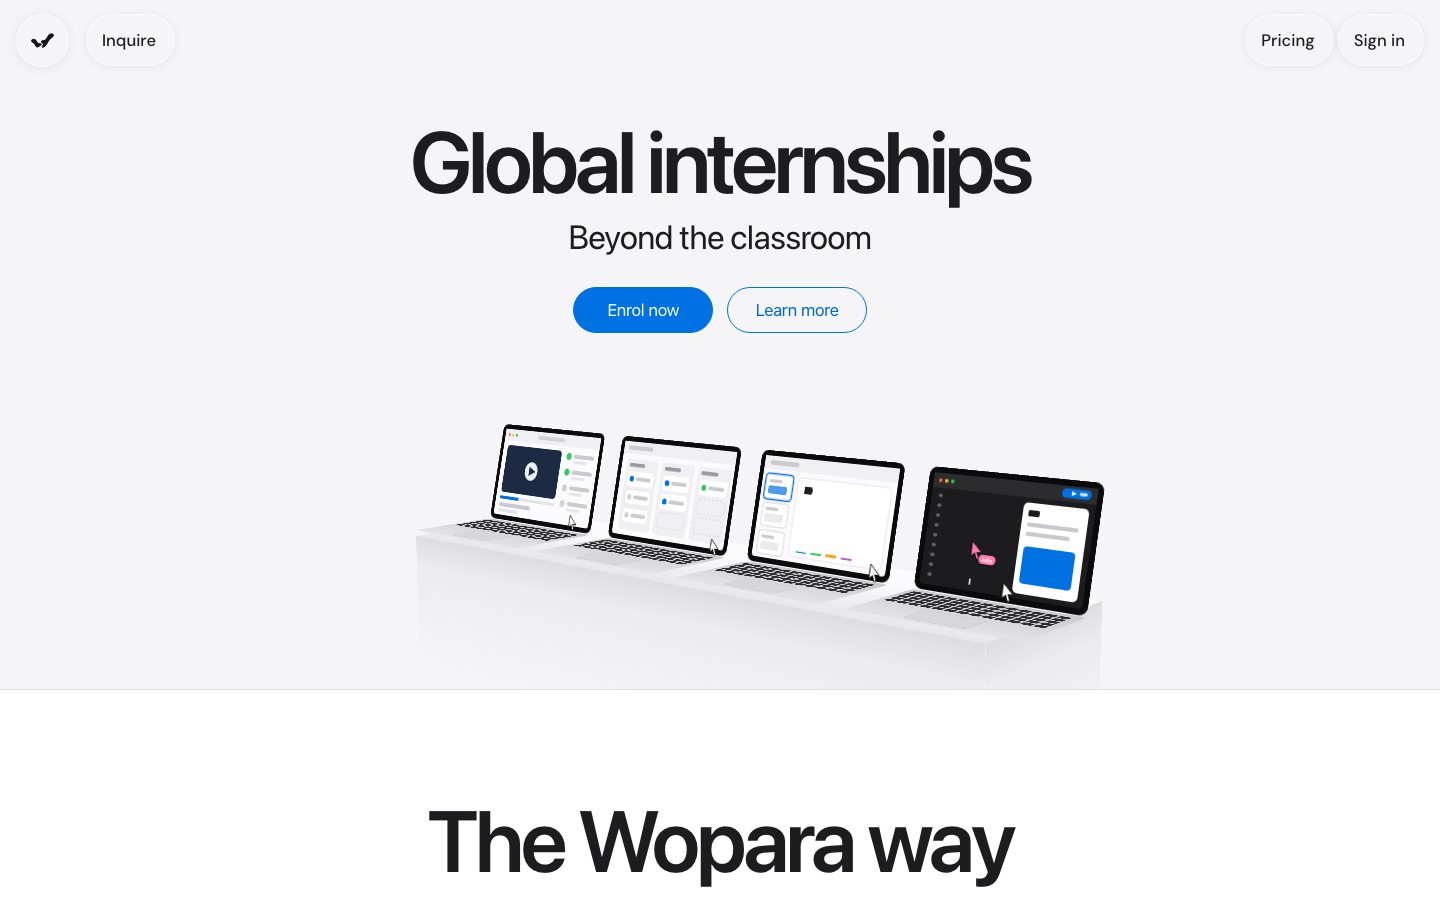 Inquire
Pricing
Sign in
Global internships
Beyond the classroom
Enrol now
Learn more
The Wopara way